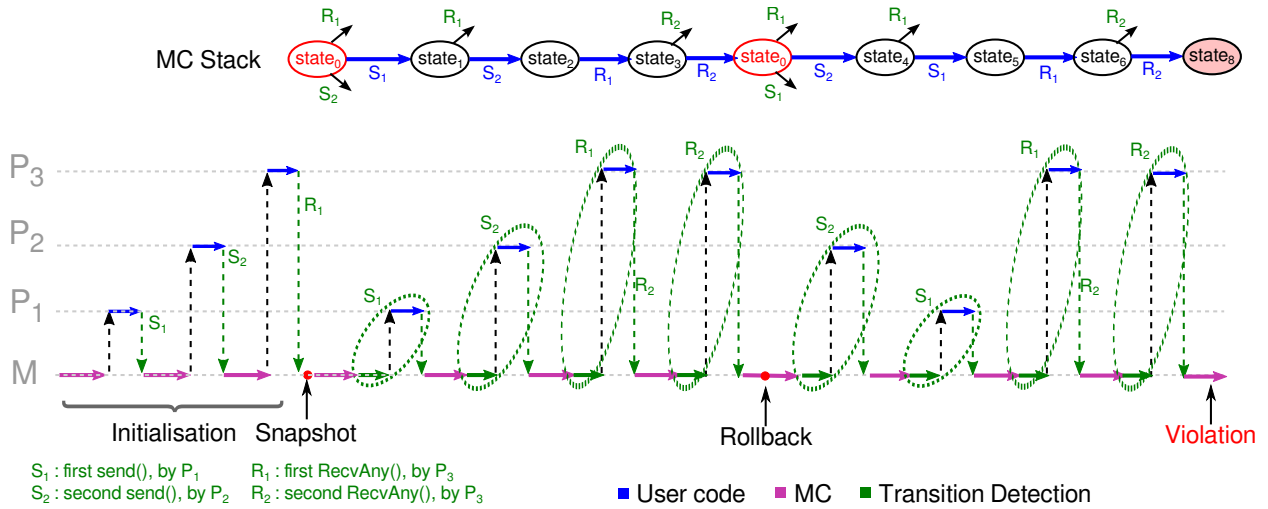 R1 R1 R2 R1 R1 R2
MC Stack state0 state1 state2 state3 state0 state4 state5 state6 state8
S1 S2 R1 R2 S2 S1 R1 R2
S2 S1
P3 R1 R2 R1 R2
R1
P2 S2 S2 S2
R2 R2
P1 S1 S1 S1
M
Initialisation Snapshot Rollback Violation
S1 : first send(), by P1 R1 : first RecvAny(), by P3
S2 : second send(), by P2 R2 : second RecvAny(), by P3
User code MC Transition Detection